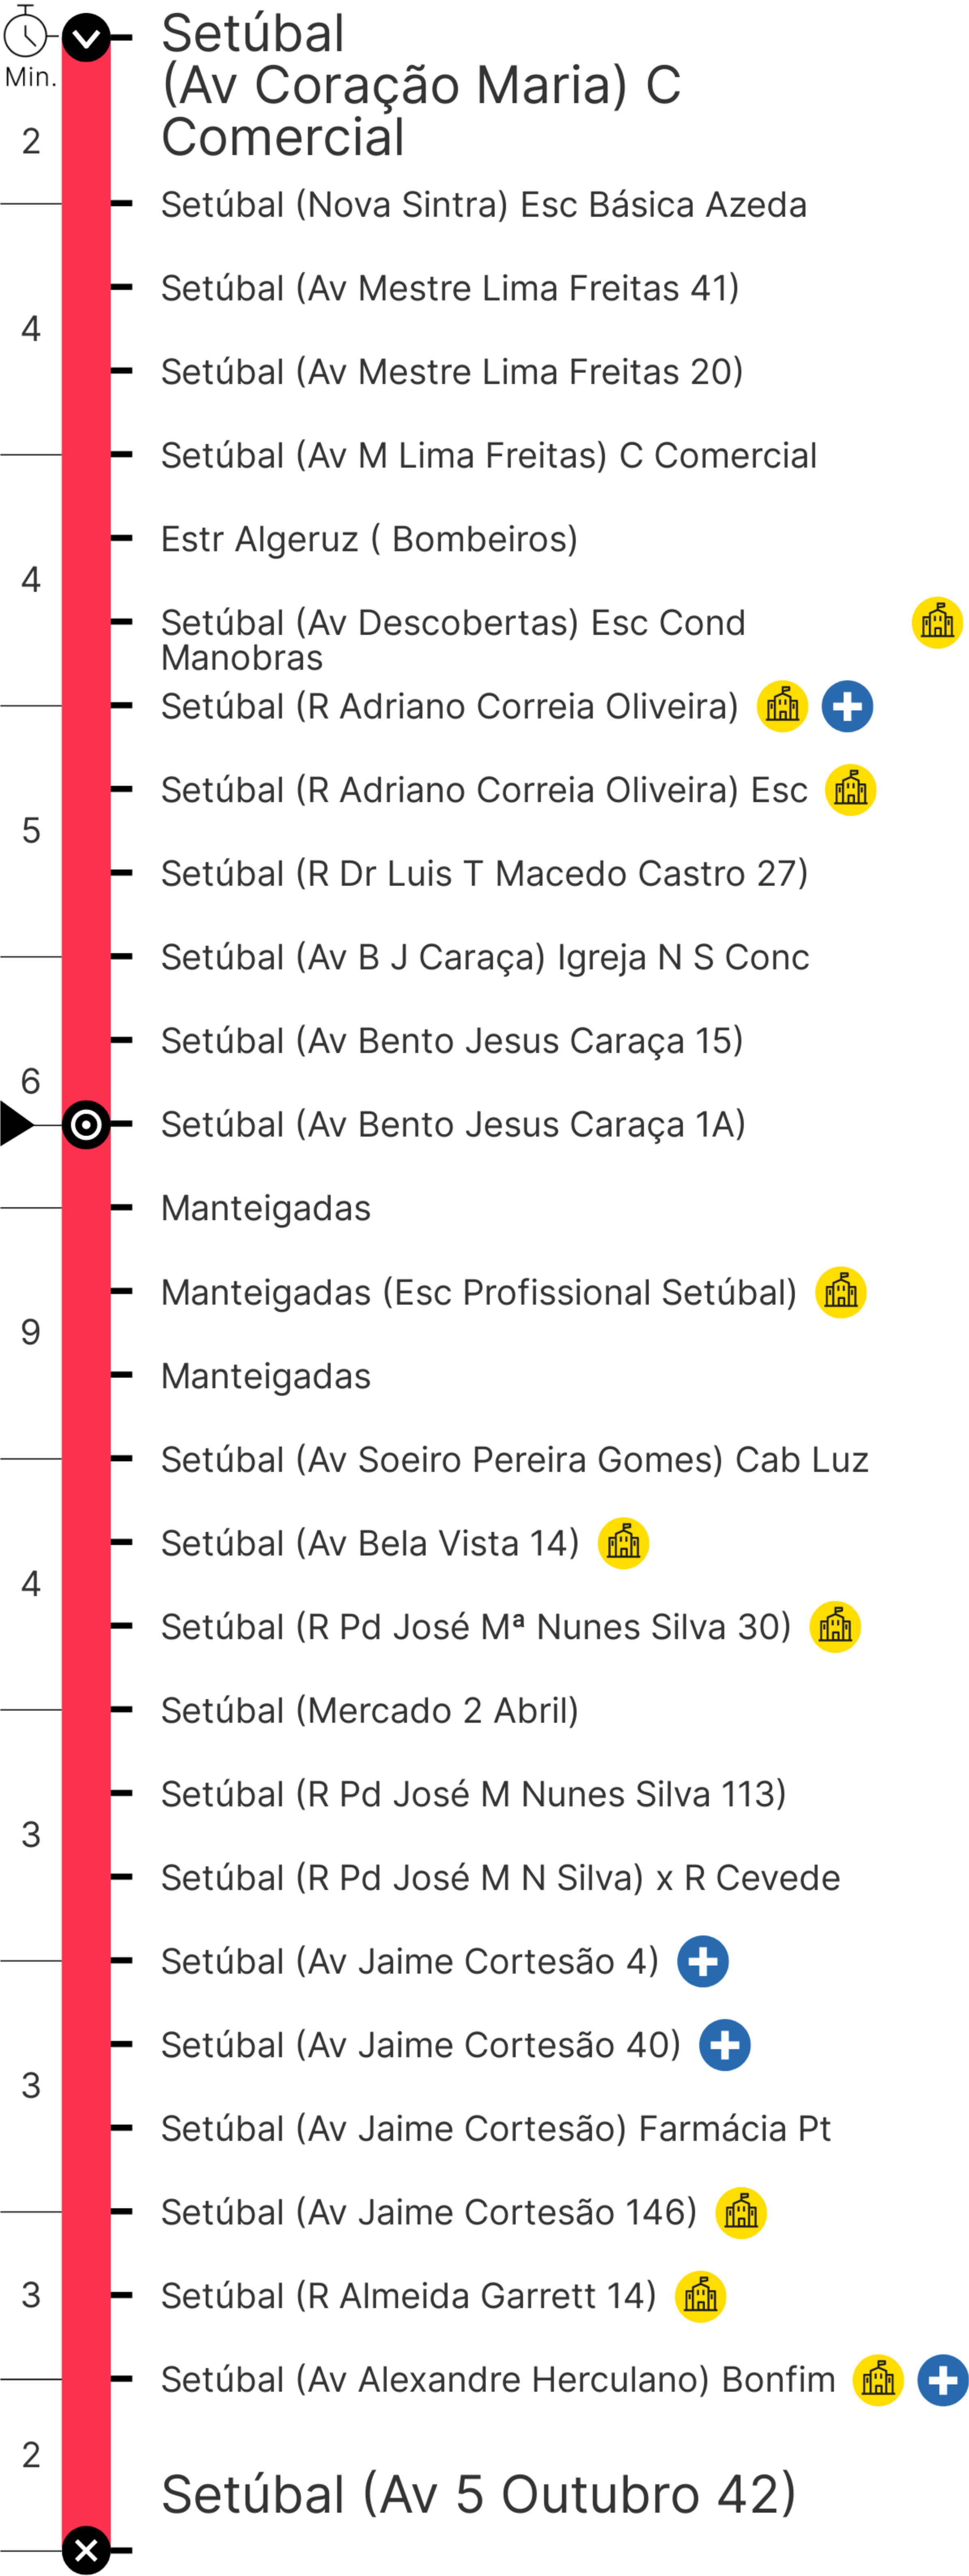 Setúbal
(Av Coração Maria) C
Comercial
Min.
2
Setúbal (Nova Sintra) Esc Básica Azeda
Setúbal (Av Mestre Lima Freitas 41)
4
Setúbal (Av Mestre Lima Freitas 20)
Setúbal (Av M Lima Freitas) C Comercial
Estr Algeruz ( Bombeiros)
4
Setúbal (Av Descobertas) Esc Cond
Manobras
Setúbal (R Adriano Correia Oliveira)
Setúbal (R Adriano Correia Oliveira) Esc
5
Setúbal (R Dr Luis T Macedo Castro 27)
Setúbal (Av B J Caraça) Igreja N S Conc
Setúbal (Av Bento Jesus Caraça 15)
6
Setúbal (Av Bento Jesus Caraça 1A)
Manteigadas
Manteigadas (Esc Profissional Setúbal)
9
Manteigadas
Setúbal (Av Soeiro Pereira Gomes) Cab Luz
Setúbal (Av Bela Vista 14)
4
Setúbal (R Pd José Mª Nunes Silva 30)
Setúbal (Mercado 2 Abril)
Setúbal (R Pd José M Nunes Silva 113)
3
Setúbal (R Pd José M N Silva) x R Cevede
Setúbal (Av Jaime Cortesão 4)
Setúbal (Av Jaime Cortesão 40)
3
Setúbal (Av Jaime Cortesão) Farmácia Pt
Setúbal (Av Jaime Cortesão 146)
3
Setúbal (R Almeida Garrett 14)
Setúbal (Av Alexandre Herculano) Bonfim
2
Setúbal (Av 5 Outubro 42)